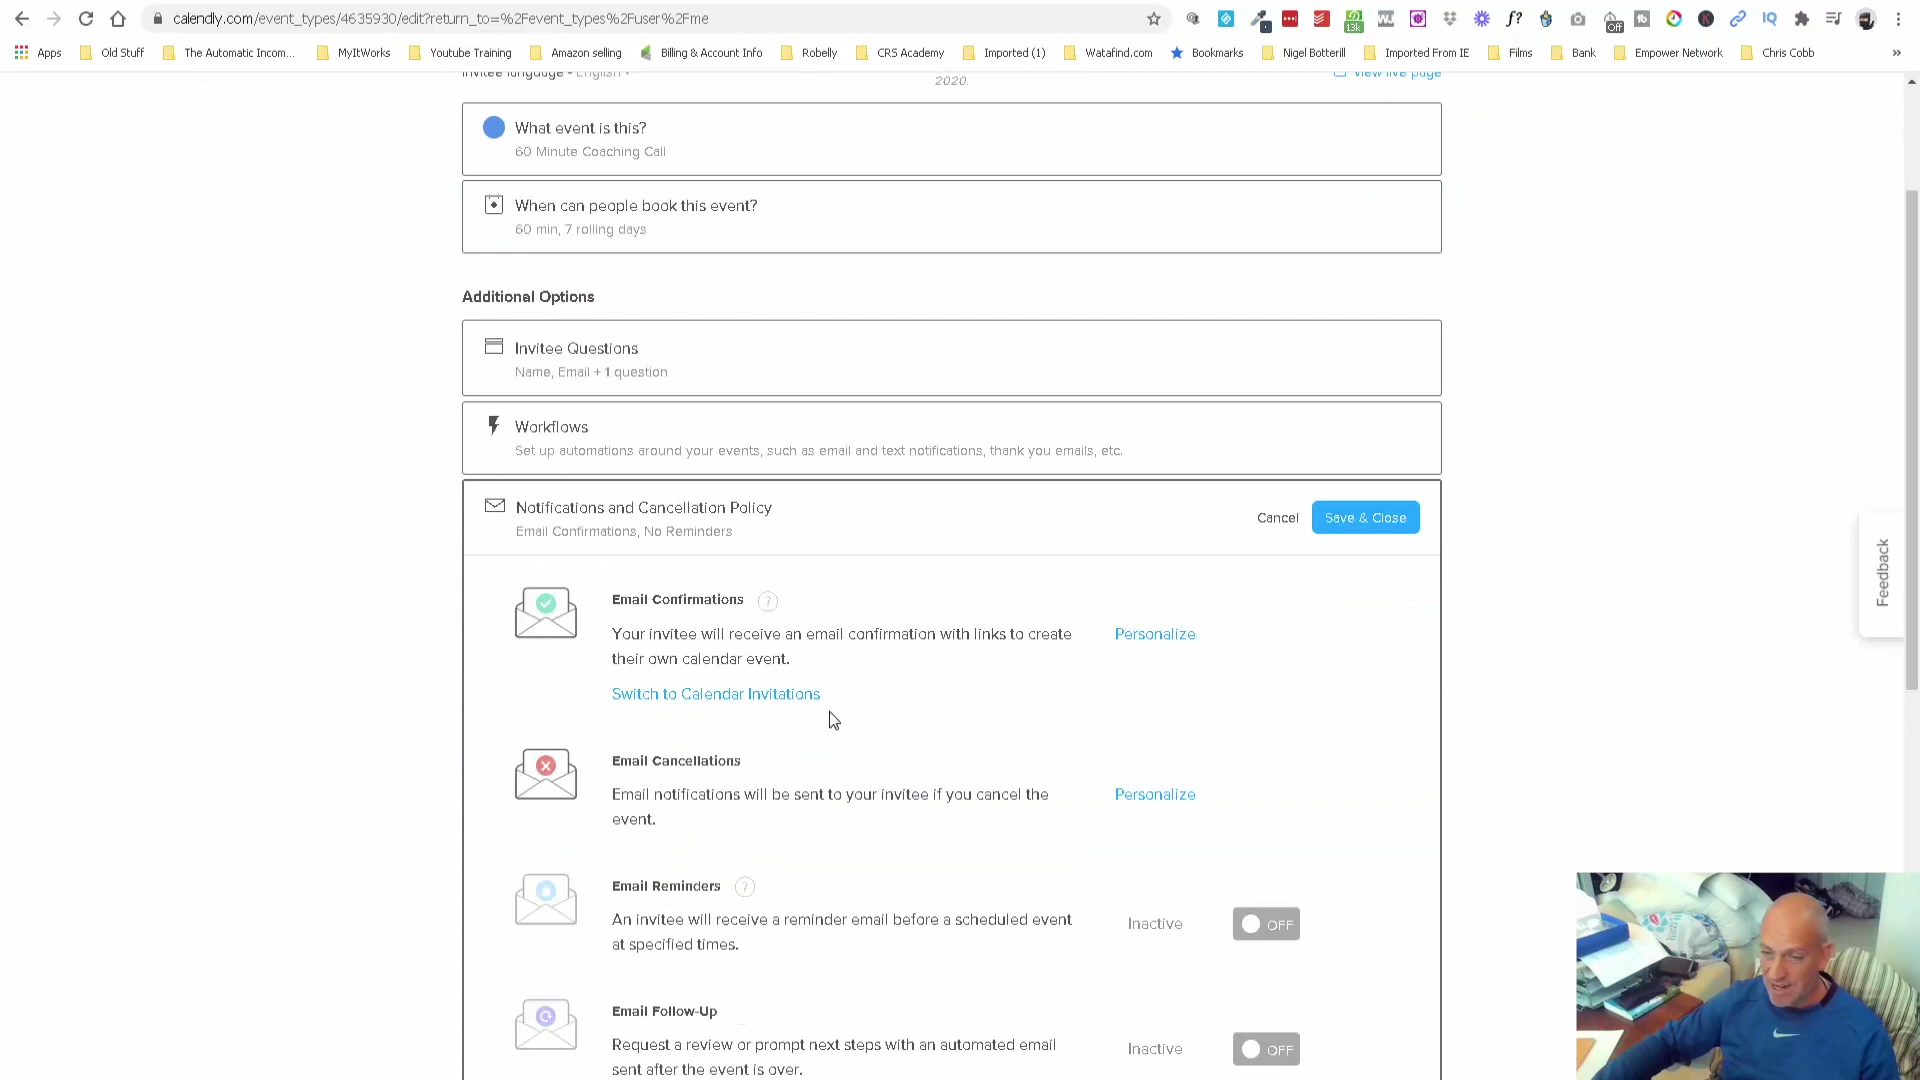 calendly.com/event_types/4635930/edit?return_to=%2Fevent_types%2Fuser%2Fme
13k
Off
Apps
Old Stuff
The Automatic Incom...
MyItWorks
Youtube Training
Amazon selling
Billing & Account Info
Robelly
CRS Academy
Imported (1)
Watafind.com
Bookmarks
Nigel Botterill
Imported From IE
Films
Bank
Empower Network
Chris Cobb
»
Invitee language - English
2020.
View live page
What event is this?
60 Minute Coaching Call
When can people book this event?
60 min, 7 rolling days
Additional Options
Invitee Questions
Name, Email + 1 question
Workflows
Set up automations around your events, such as email and text notifications, thank you emails, etc.
Notifications and Cancellation Policy
Email Confirmations, No Reminders
Cancel
Save & Close
Feedback
Email Confirmations ?
Your invitee will receive an email confirmation with links to create
their own calendar event.
Personalize
Switch to Calendar Invitations
Email Cancellations
Email notifications will be sent to your invitee if you cancel the
event.
Personalize
Email Reminders ?
An invitee will receive a reminder email before a scheduled event
at specified times.
Inactive
OFF
Email Follow-Up
Request a review or prompt next steps with an automated email
sent after the event is over.
Inactive
OFF